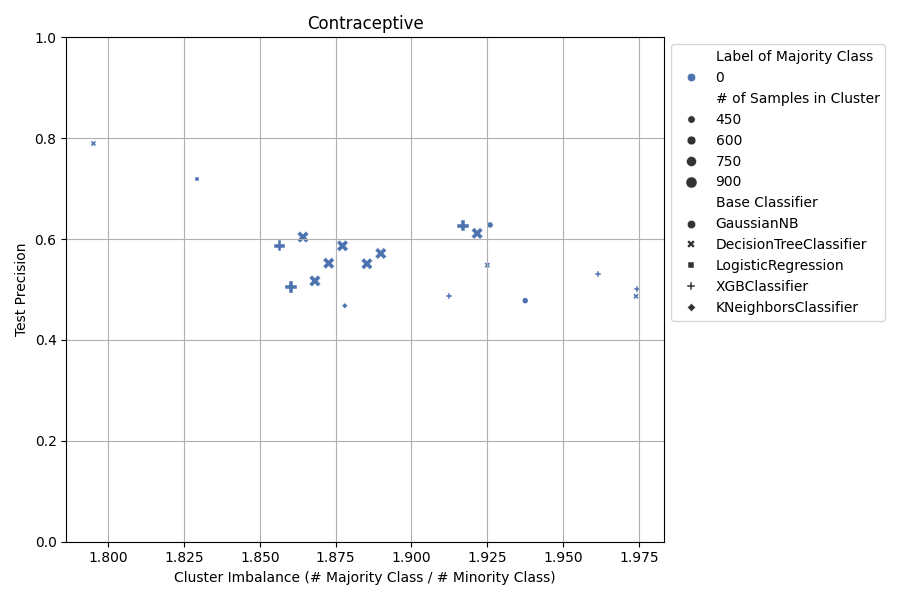 Contraceptive
Test Precision
1.0
0.8
0.6
0.4
0.2
0.0
1.800 1.825 1.850 1.875 1.900 1.925 1.950 1.975
Cluster Imbalance (# Majority Class / # Minority Class)
Label of Majority Class
0
# of Samples in Cluster
450
600
750
900
Base Classifier
GaussianNB
DecisionTreeClassifier
LogisticRegression
XGBClassifier
KNeighborsClassifier